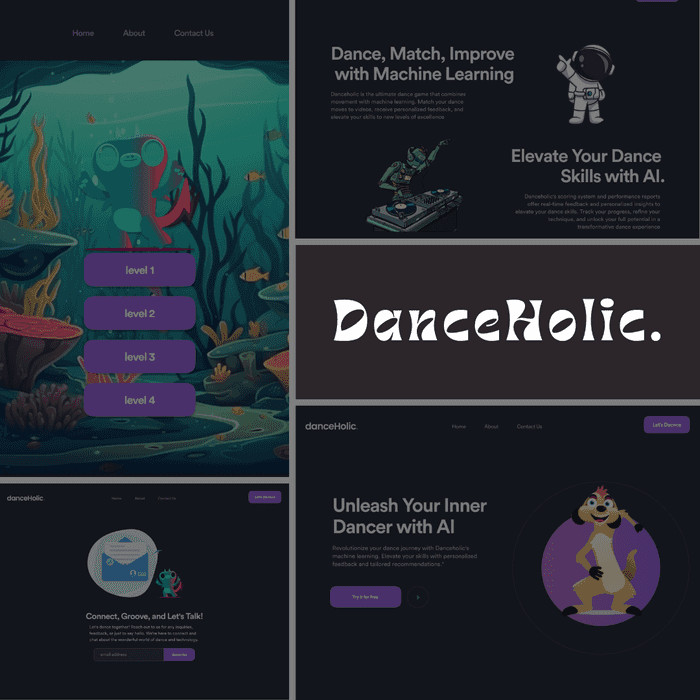 Home About Contact Us
level 1
level 2
level 3
level 4
Dance, Match, Improve
with Machine Learning
DanceHolic is the ultimate dance game that combines
movement with machine learning. Match your dance
moves to videos, receive personalized feedback, and
elevate your skills to new levels of excellence.
Elevate Your Dance
Skills with AI.
DanceHolic's scoring system and performance reports
offer real-time feedback and personalized insights to
elevate your dance skills. Track your progress, refine your
technique, and unlock your full potential in a
transformative dance experience
DanceHolic.
danceHolic.
Home About Contact Us
Let's Dannce
Unleash Your Inner
Dancer with AI
Revolutionize your dance journey with Danceholic's
machine learning. Elevate your skills with personalized
feedback and tailored recommendations."
Try it for free
danceHolic.
Home About Contact Us
Connect, Groove, and Let's Talk!
Let's dance together! Reach out to us for any inquiries,
feedback, or just to say hello. We're here to connect and
chat about the wonderful world of dance and technology.
email address